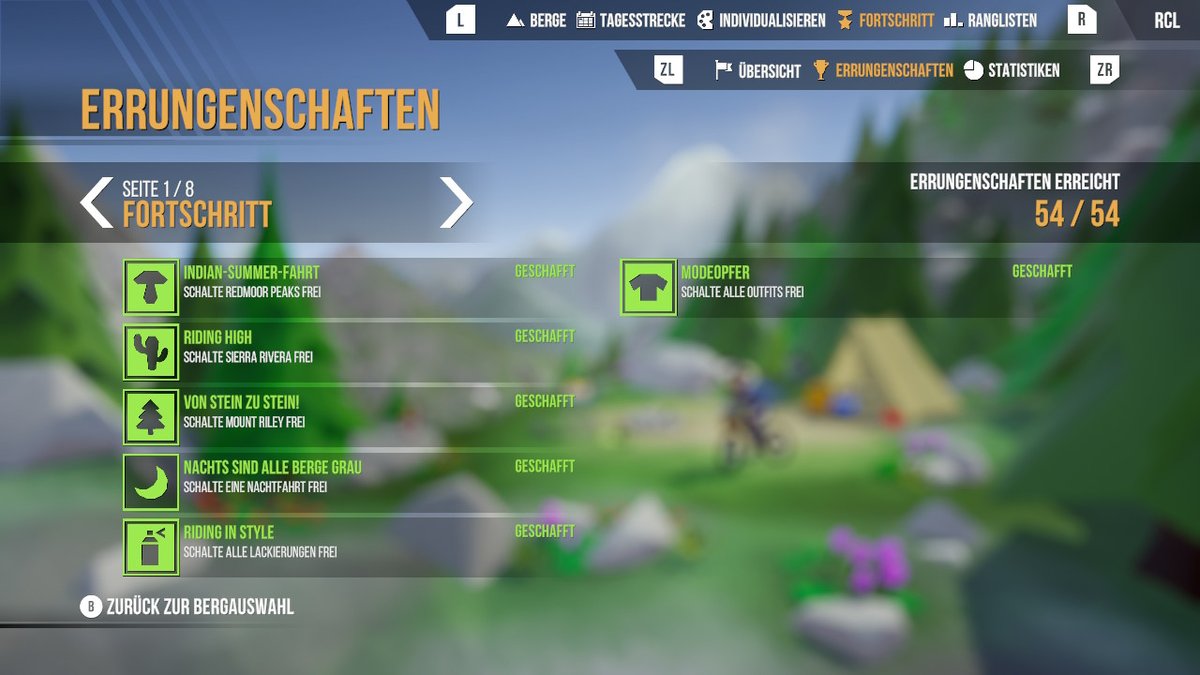 L BERGE TAGESSTRECKE INDIVIDUALISIEREN FORTSCHRITT RANGLISTEN R RCL
ZL ÜBERSICHT ERRUNGENSCHAFTEN STATISTIKEN ZR
ERRUNGENSCHAFTEN
SEITE 1 / 8
FORTSCHRITT
ERRUNGENSCHAFTEN ERREICHT
54 / 54
INDIAN-SUMMER-FAHRT GESCHAFFT
SCHALTE REDMOOR PEAKS FREI
RIDING HIGH GESCHAFFT
SCHALTE SIERRA RIVERA FREI
VON STEIN ZU STEIN! GESCHAFFT
SCHALTE MOUNT RILEY FREI
NACHTS SIND ALLE BERGE GRAU GESCHAFFT
SCHALTE EINE NACHTFAHRT FREI
RIDING IN STYLE GESCHAFFT
SCHALTE ALLE LACKIERUNGEN FREI
MODEOPFER GESCHAFFT
SCHALTE ALLE OUTFITS FREI
B ZURÜCK ZUR BERGAUSWAHL